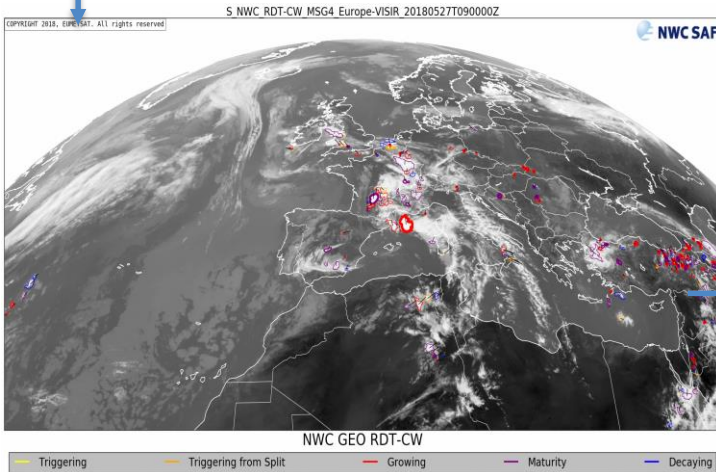 S_NWC_RDT-CW_MSG4_Europe-VISIR_20180527T090000Z
COPYRIGHT 2018, EUMETSAT. All rights reserved
NWC SAF
NWC GEO RDT-CW
Triggering Triggering from Split Growing Maturity Decaying